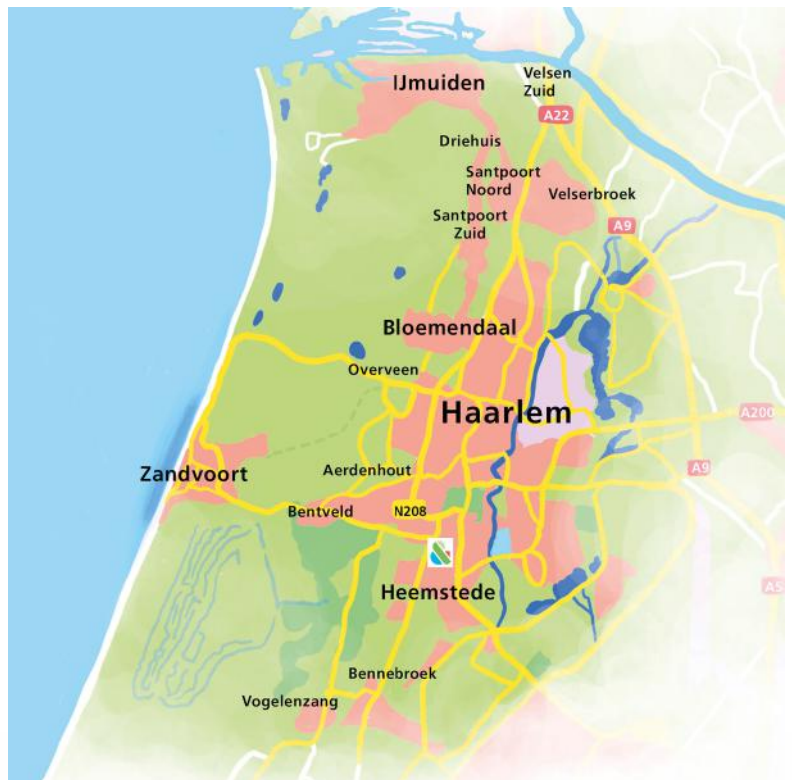 IJmuiden
Velsen
Zuid
A22
Driehuis
Santpoort
Noord
Velserbroek
Santpoort
Zuid
A9
Bloemendaal
Overveen
Haarlem
A200
Zandvoort
Aerdenhout
A9
Bentveld
N208
Heemstede
Bennebroek
Vogelenzang